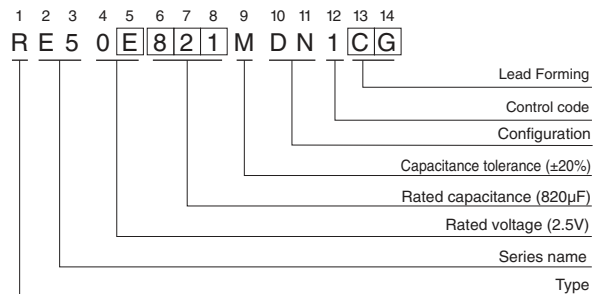 1 2 3 4 5 6 7 8 9 10 11 12 13 14
R E 5 0 E 8 2 1 M D N 1 C G
Lead Forming
Control code
Configuration
Capacitance tolerance (±20%)
Rated capacitance (820µF)
Rated voltage (2.5V)
Series name
Type